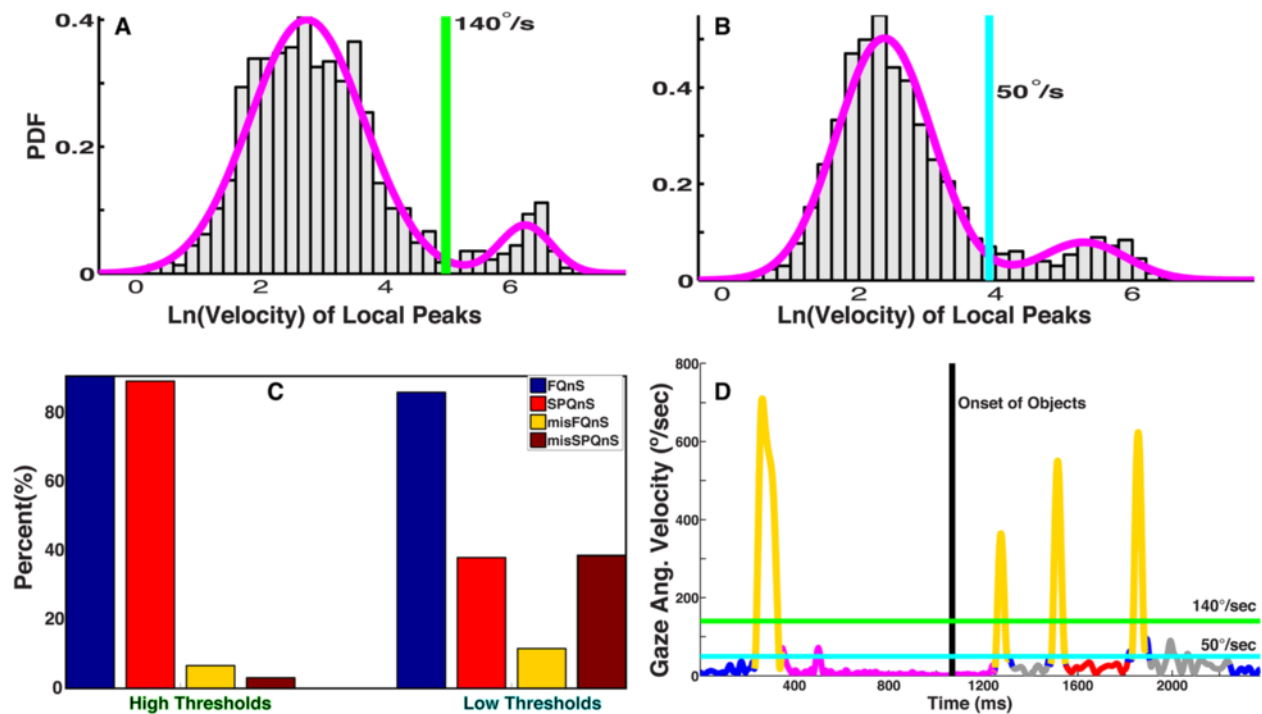 A
140°/s
0.4
0.2
0
PDF
0 2 4 6
Ln(Velocity) of Local Peaks
B
50°/s
0.4
0.2
0
0 2 4 6
Ln(Velocity) of Local Peaks
C
FQnS
SPQnS
misFQnS
misSPQnS
Percent(%)
80
60
40
20
0
High Thresholds
Low Thresholds
D
Onset of Objects
Gaze Ang. Velocity (°/sec)
800
600
400
200
0
140°/sec
50°/sec
400 800 1200 1600 2000
Time (ms)